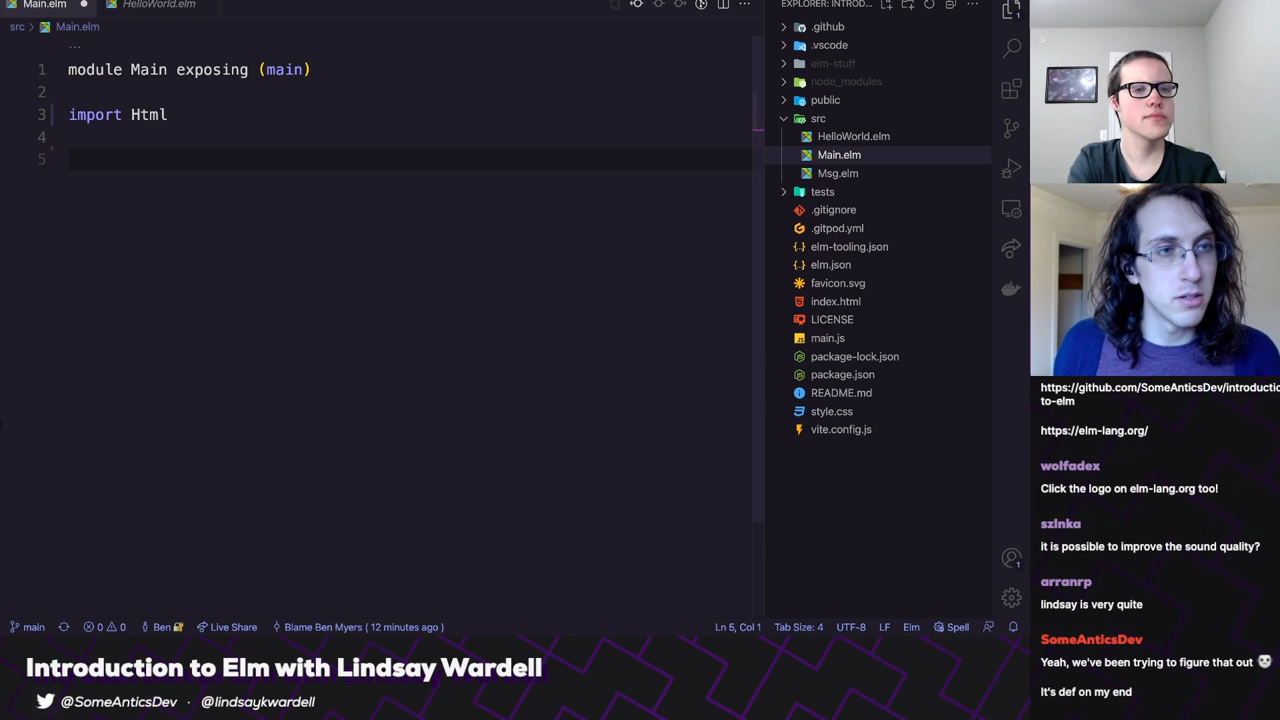 Main.elm
HelloWorld.elm
EXPLORER: INTROD...
src
Main.elm
1 module Main exposing (main)
2
3 import Html
4
5
.github
.vscode
elm-stuff
node_modules
public
src
HelloWorld.elm
Main.elm
Msg.elm
tests
.gitignore
.gitpod.yml
elm-tooling.json
elm.json
favicon.svg
index.html
LICENSE
main.js
package-lock.json
package.json
README.md
style.css
vite.config.js
https://github.com/SomeAnticsDev/introductic
to-elm
https://elm-lang.org/
wolfadex
Click the logo on elm-lang.org too!
szinka
it is possible to improve the sound quality?
arranrp
lindsay is very quite
SomeAnticsDev
Yeah, we've been trying to figure that out
It's def on my end
main 0 0 Ben Live Share Blame Ben Myers ( 12 minutes ago ) Ln 5, Col 1 Tab Size: 4 UTF-8 LF Elm Spell
Introduction to Elm with Lindsay Wardell
@SomeAnticsDev · @lindsaykwardell